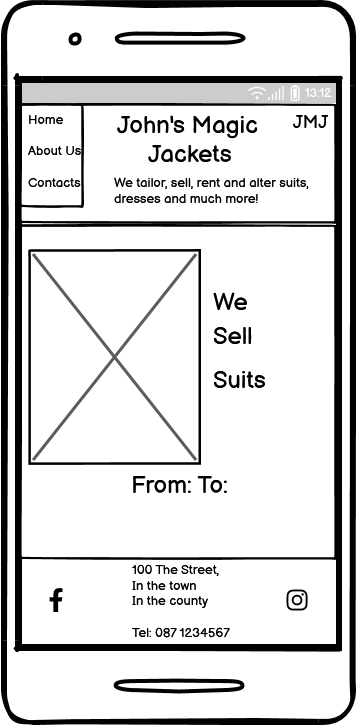 13:12
Home
About Us
Contacts
John's Magic
Jackets
JMJ
We tailor, sell, rent and alter suits,
dresses and much more!
We
Sell
Suits
From: To:
100 The Street,
In the town
In the county
Tel: 087 1234567